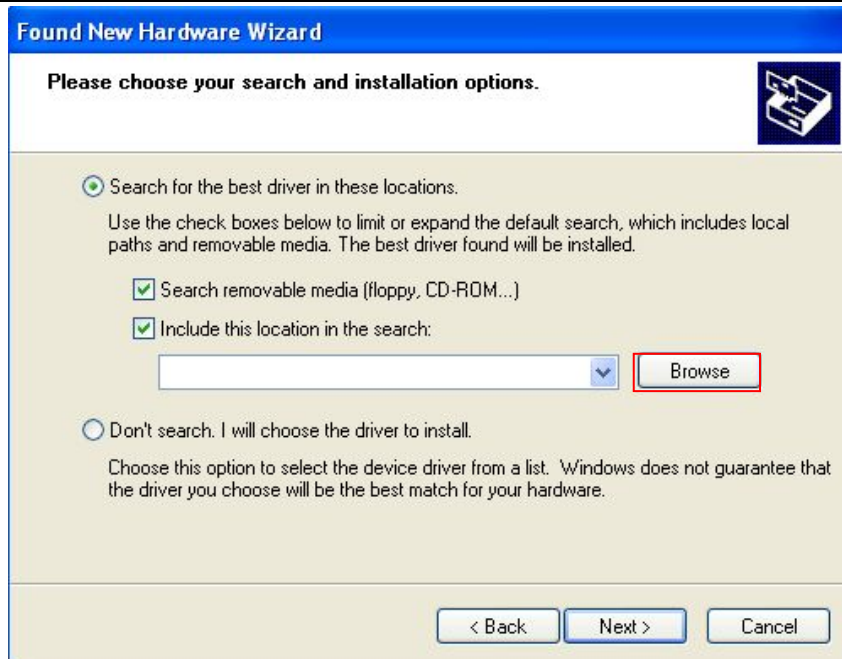 Found New Hardware Wizard
Please choose your search and installation options.
Search for the best driver in these locations.
Use the check boxes below to limit or expand the default search, which includes local
paths and removable media. The best driver found will be installed.
Search removable media (floppy, CD-ROM...)
Include this location in the search:
Browse
Don't search. I will choose the driver to install.
Choose this option to select the device driver from a list. Windows does not guarantee that
the driver you choose will be the best match for your hardware.
< Back Next > Cancel